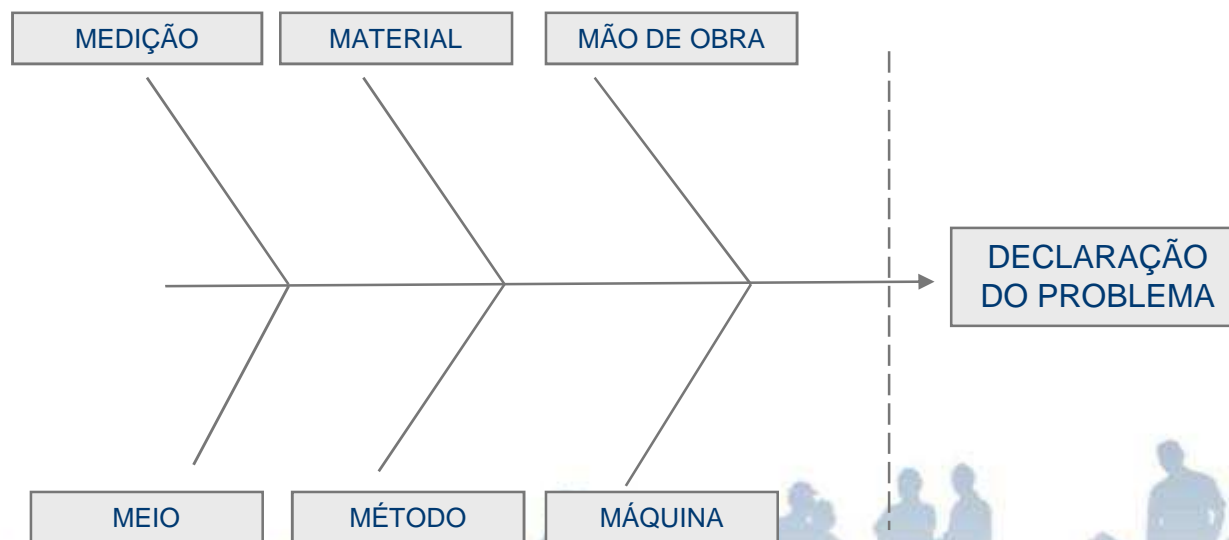 MEDIÇÃO
MATERIAL
MÃO DE OBRA
DECLARAÇÃO
DO PROBLEMA
MEIO
MÉTODO
MÁQUINA